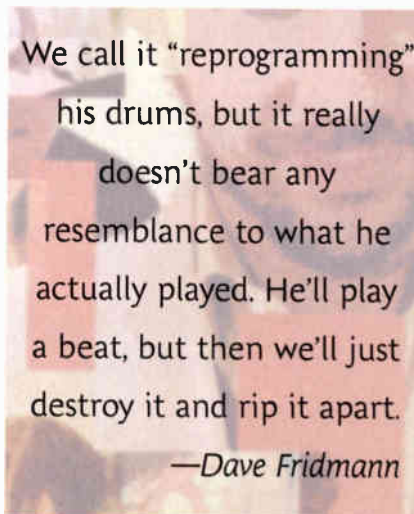 We call it “reprogramming”
his drums, but it really
doesn't bear any
resemblance to what he
actually played. He'll play
a beat, but then we'll just
destroy it and rip it apart.
—Dave Fridmann